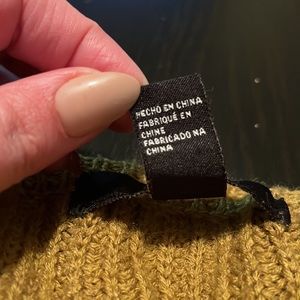 HECHO EN CHINA
FABRIQUÉ EN
CHINE
FABRICADO NA
CHINA